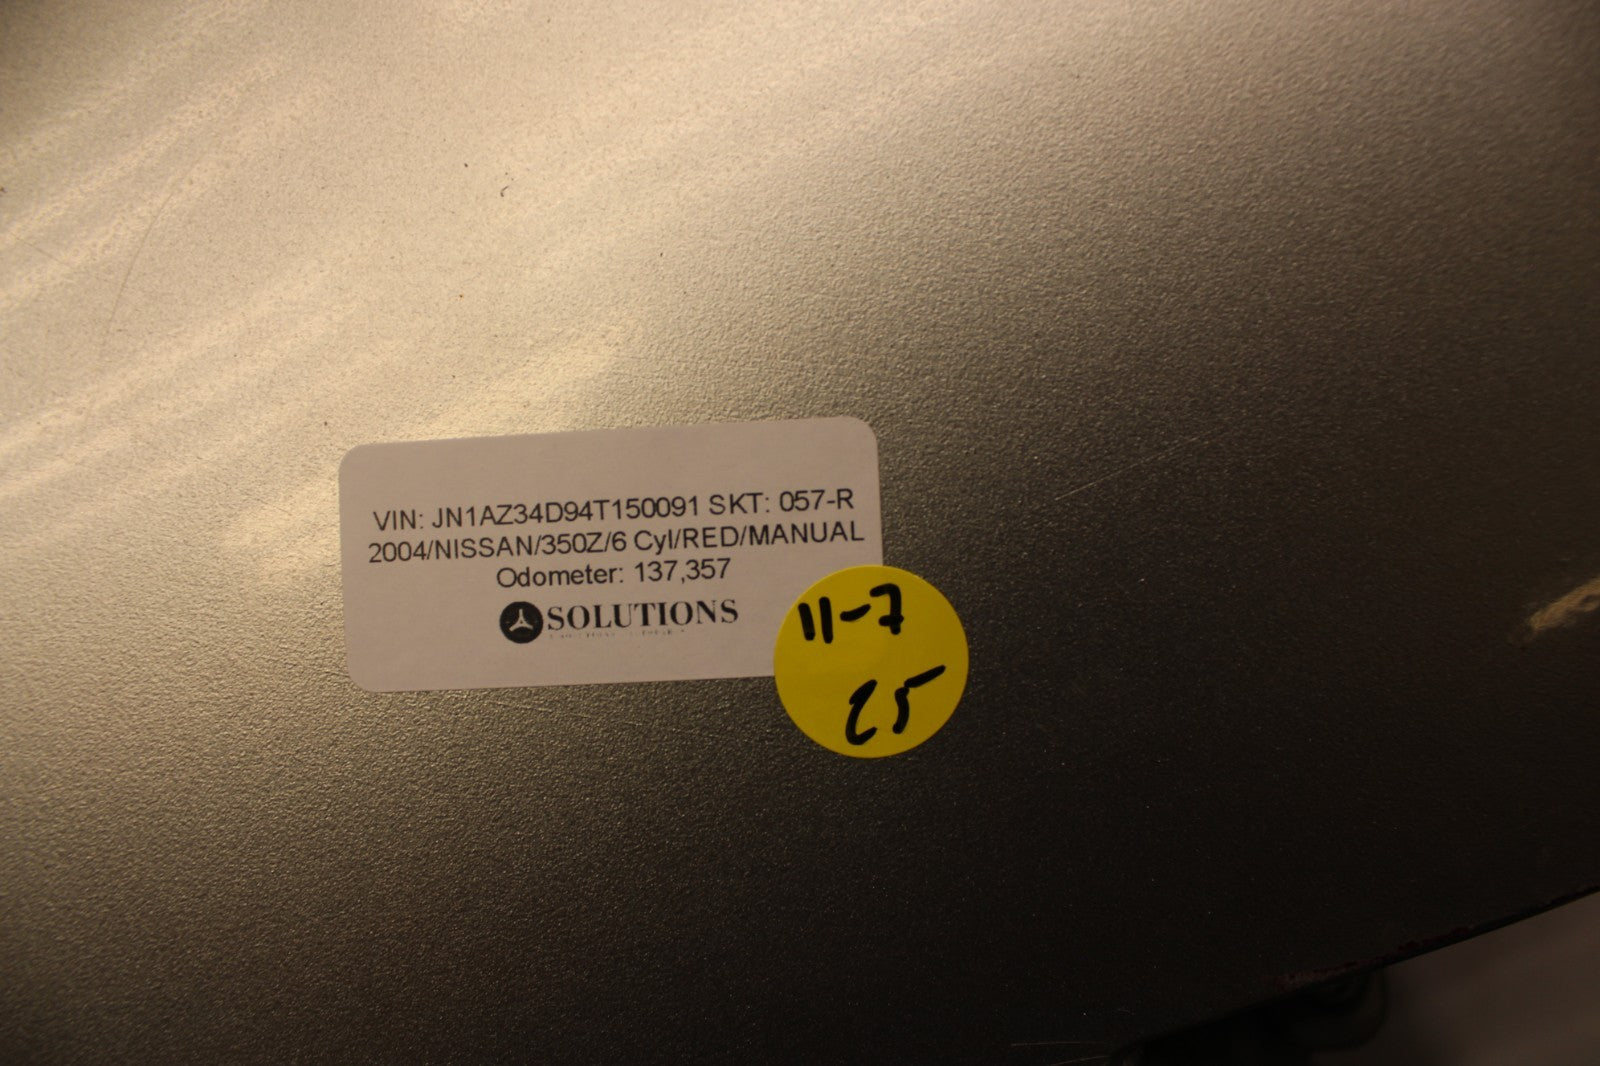 VIN: JN1AZ34D94T150091 SKT: 057-R
2004/NISSAN/350Z/6 Cyl/RED/MANUAL
Odometer: 137,357
SOLUTIONS
11-7
25